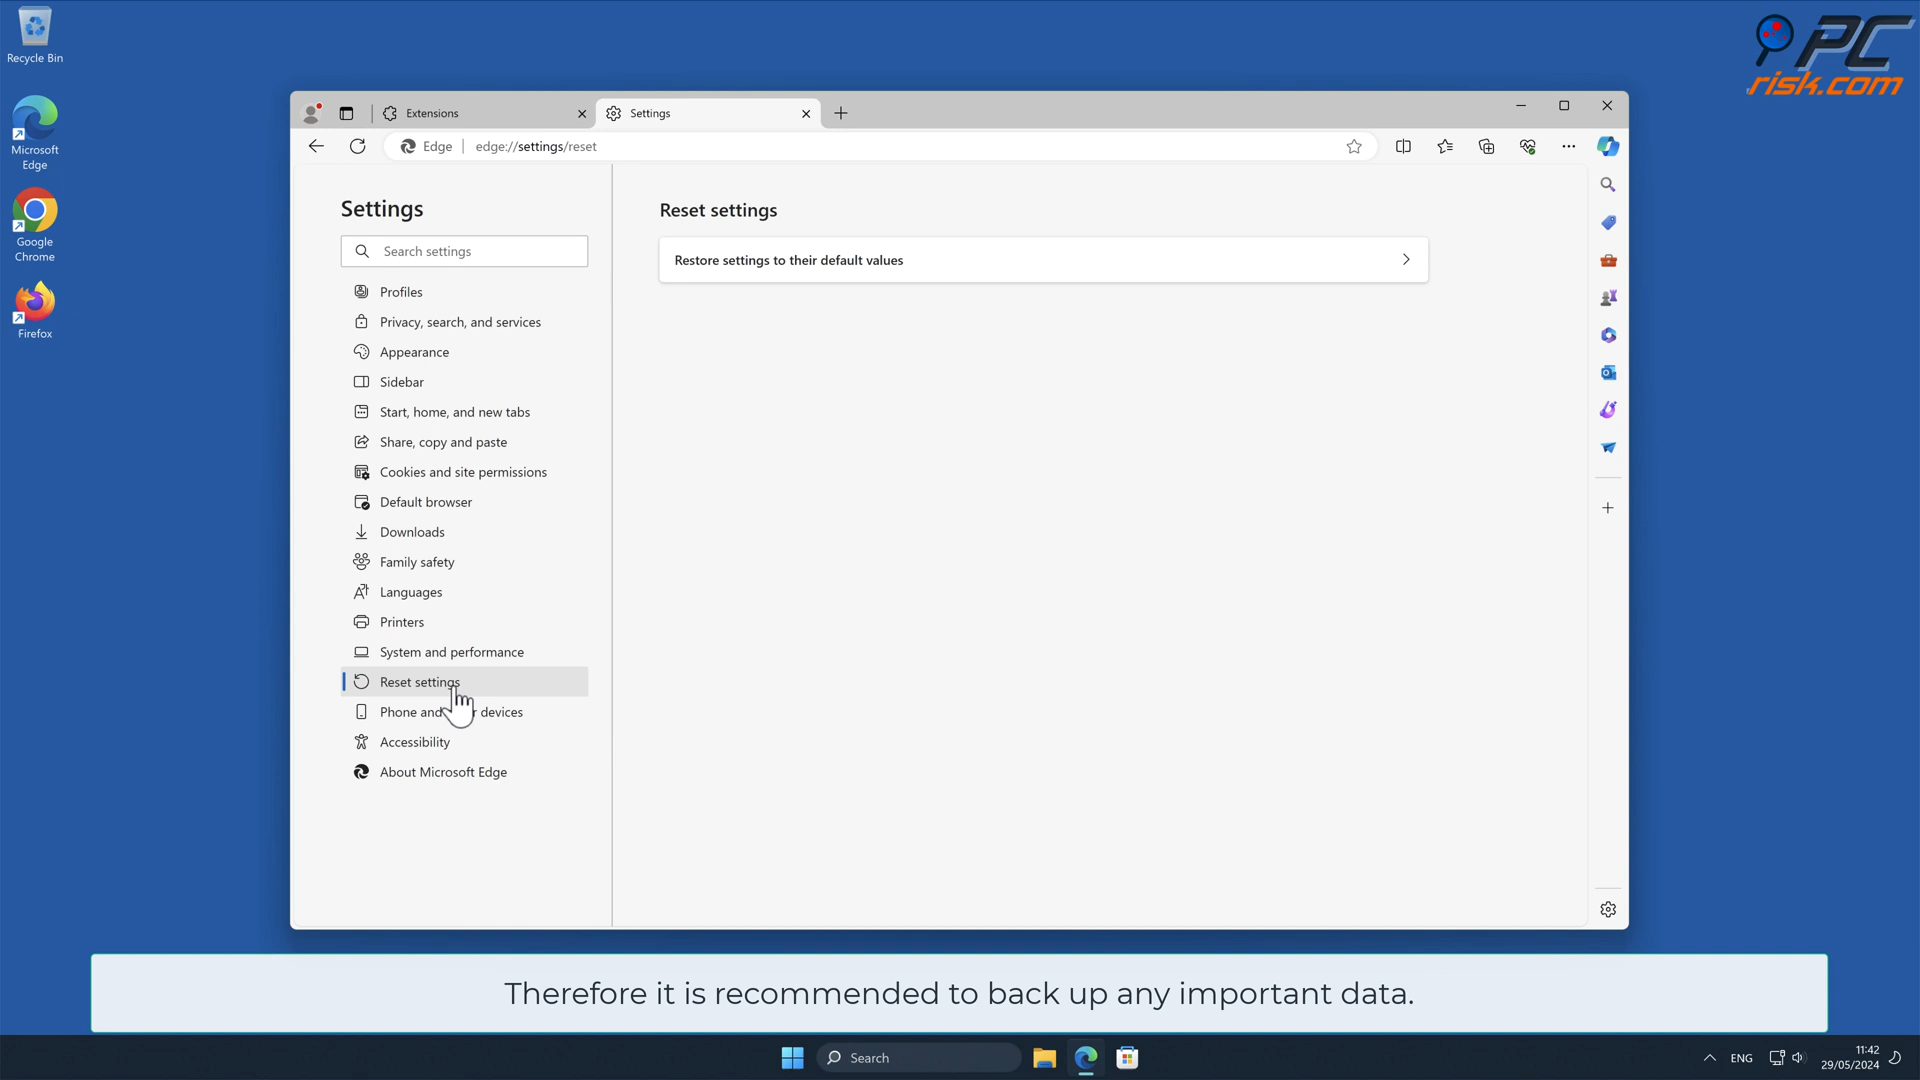 Recycle Bin
Microsoft
Edge
Google
Chrome
Firefox
PC
risk.com
Extensions
Settings
Edge
edge://settings/reset
Settings
Search settings
Profiles
Privacy, search, and services
Appearance
Sidebar
Start, home, and new tabs
Share, copy and paste
Cookies and site permissions
Default browser
Downloads
Family safety
Languages
Printers
System and performance
Reset settings
Phone and devices
Accessibility
About Microsoft Edge
Reset settings
Restore settings to their default values
Therefore it is recommended to back up any important data.
Search
ENG
11:42
29/05/2024